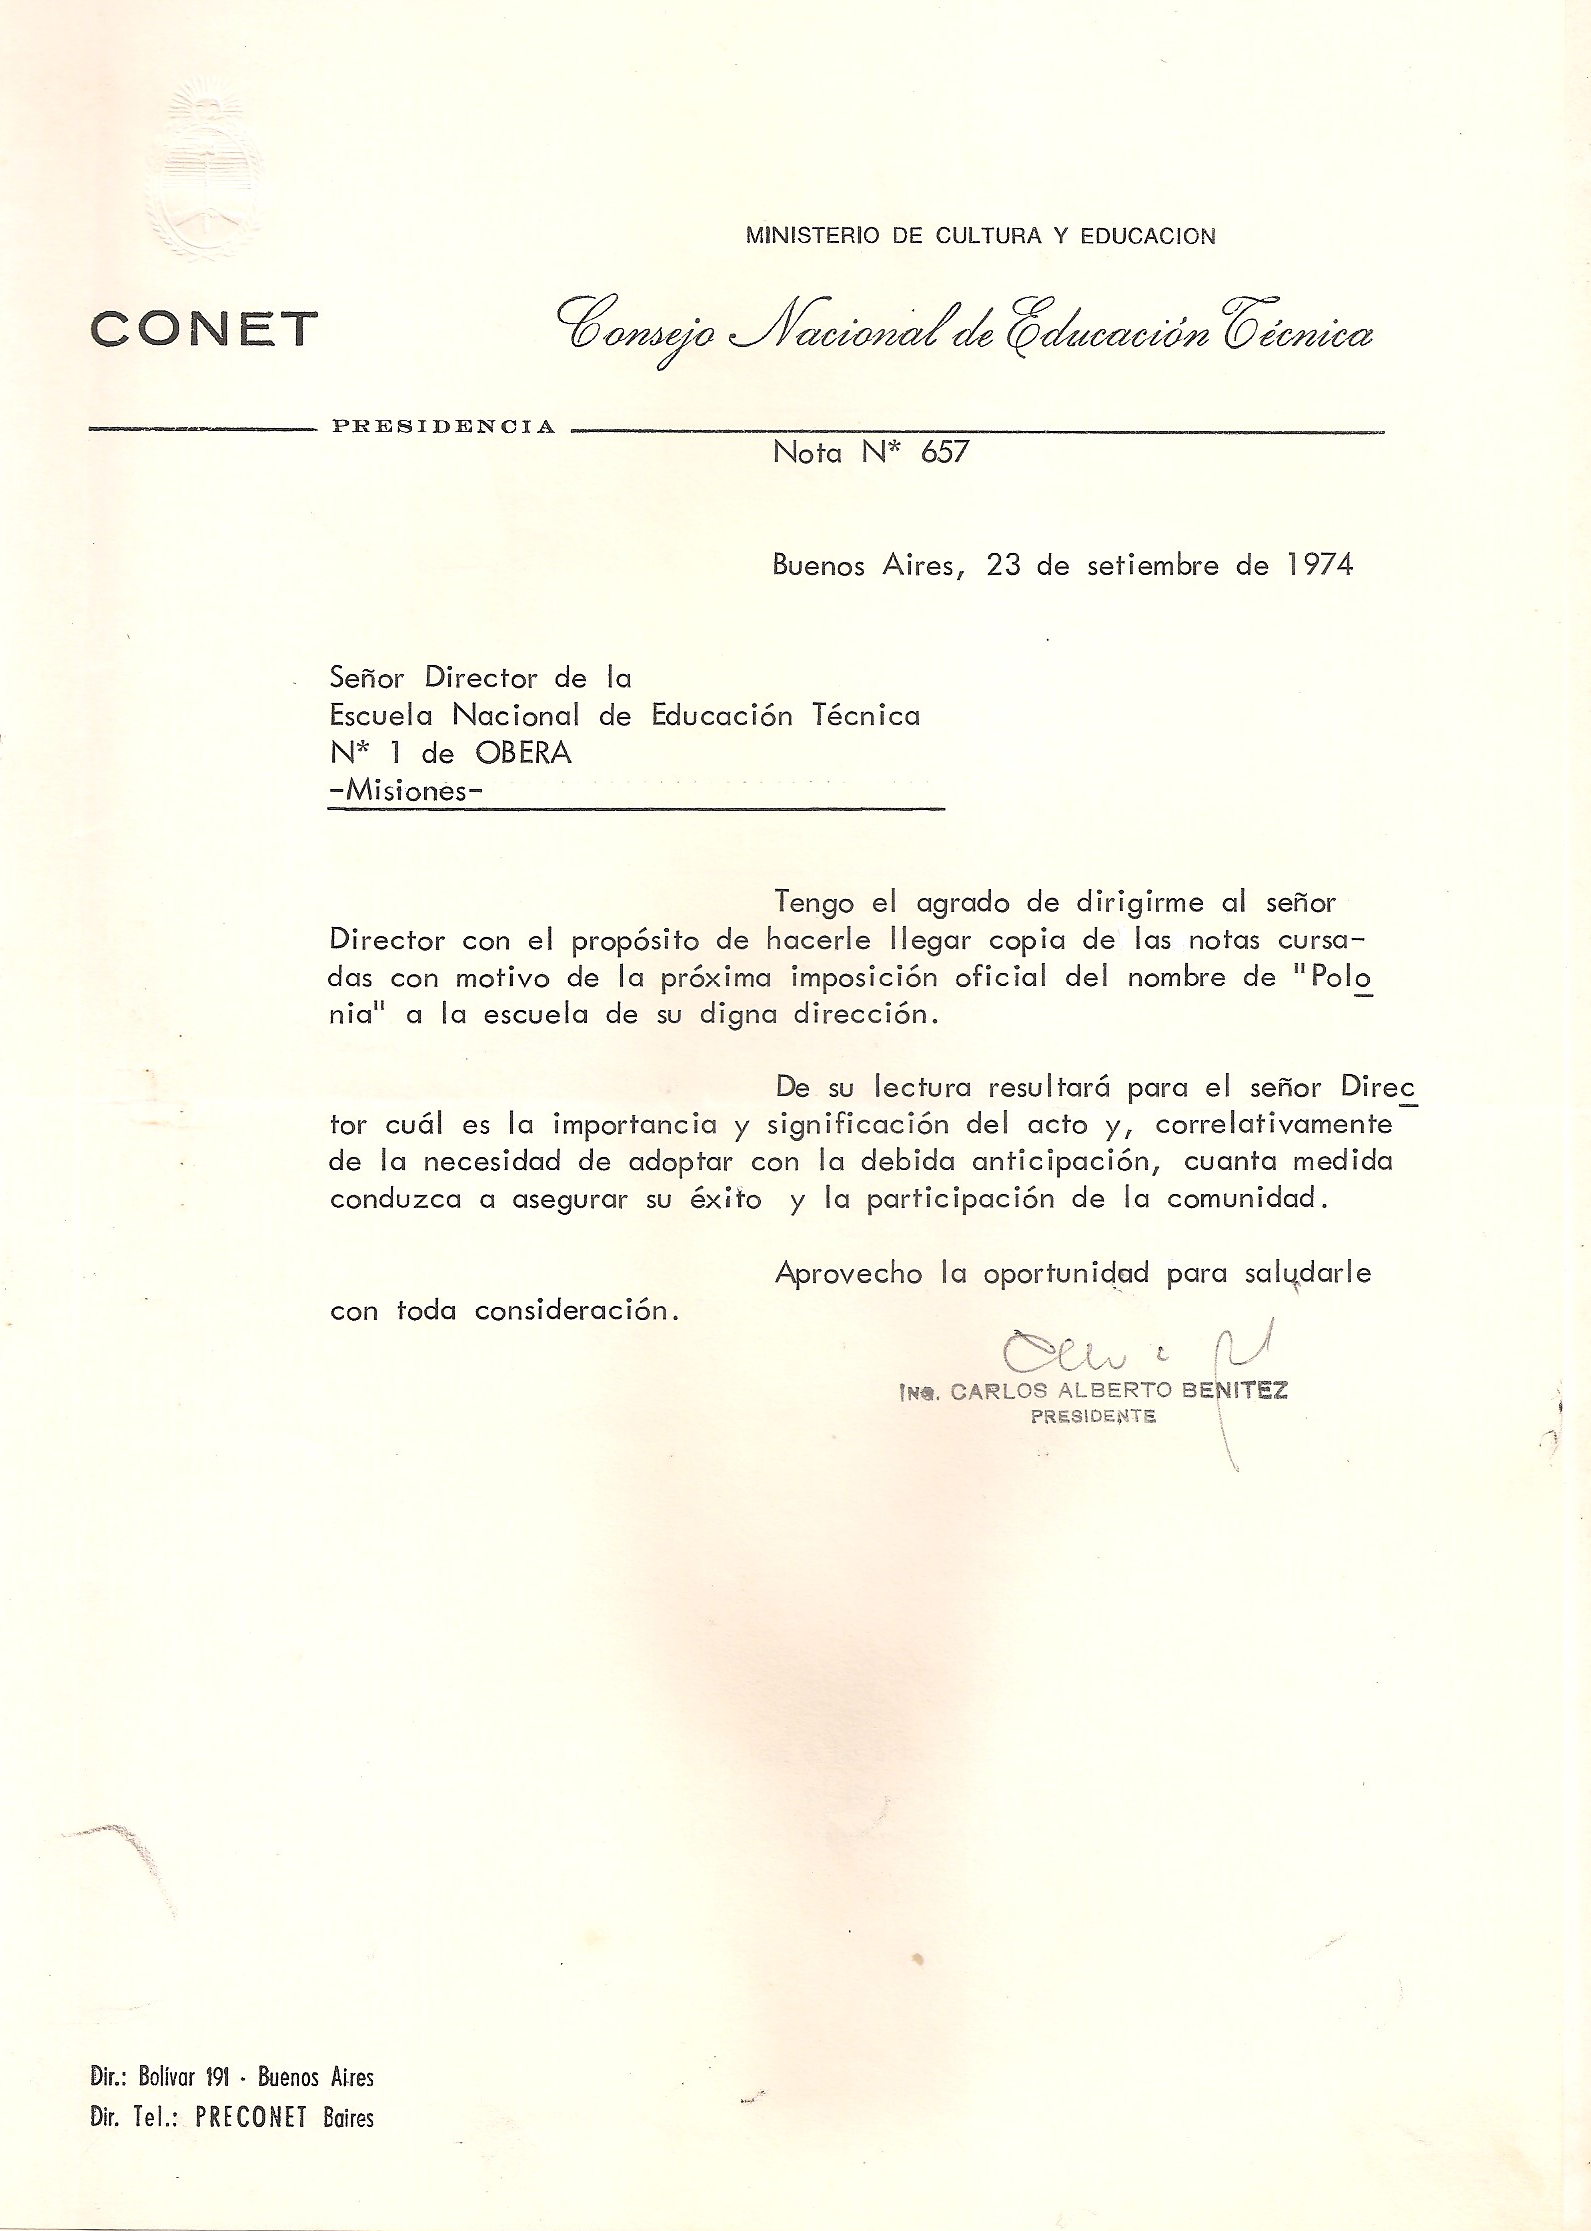 MINISTERIO DE CULTURA Y EDUCACION
CONET
Consejo Nacional de Educación Técnica
PRESIDENCIA
Nota N* 657
Buenos Aires, 23 de setiembre de 1974
Señor Director de la
Escuela Nacional de Educación Técnica
N* 1 de OBERA
-Misiones-
Tengo el agrado de dirigirme al señor
Director con el propósito de hacerle llegar copia de las notas cursa-
das con motivo de la próxima imposición oficial del nombre de "Polo
nia" a la escuela de su digna dirección.
De su lectura resultará para el señor Direc
tor cuál es la importancia y significación del acto y, correlativamente
de la necesidad de adoptar con la debida anticipación, cuanta medida
conduzca a asegurar su éxito y la participación de la comunidad.
Aprovecho la oportunidad para saludarle
con toda consideración.
ING. CARLOS ALBERTO BENITEZ
PRESIDENTE
Dir.: Bolívar 191 - Buenos Aires
Dir. Tel.: PRECONET Baires